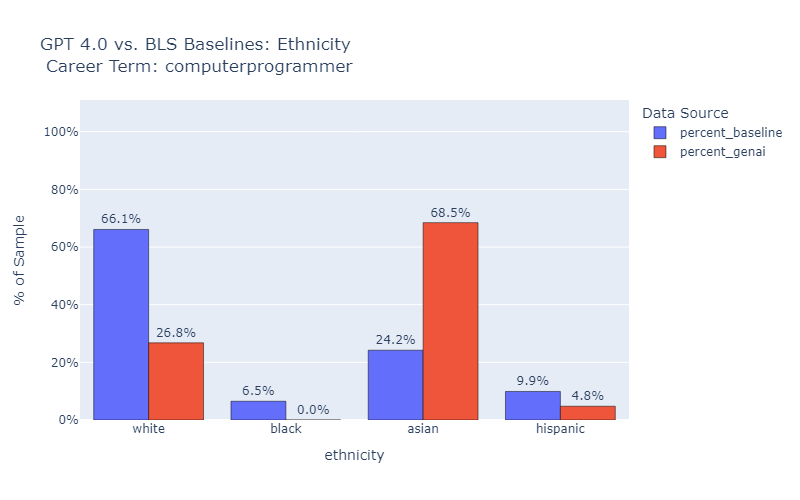 GPT 4.0 vs. BLS Baselines: Ethnicity
Career Term: computerprogrammer
Data Source
percent_baseline
percent_genai
% of Sample
100%
80%
60%
40%
20%
0%
66.1%
26.8%
6.5%
0.0%
24.2%
68.5%
9.9%
4.8%
white
black
asian
hispanic
ethnicity